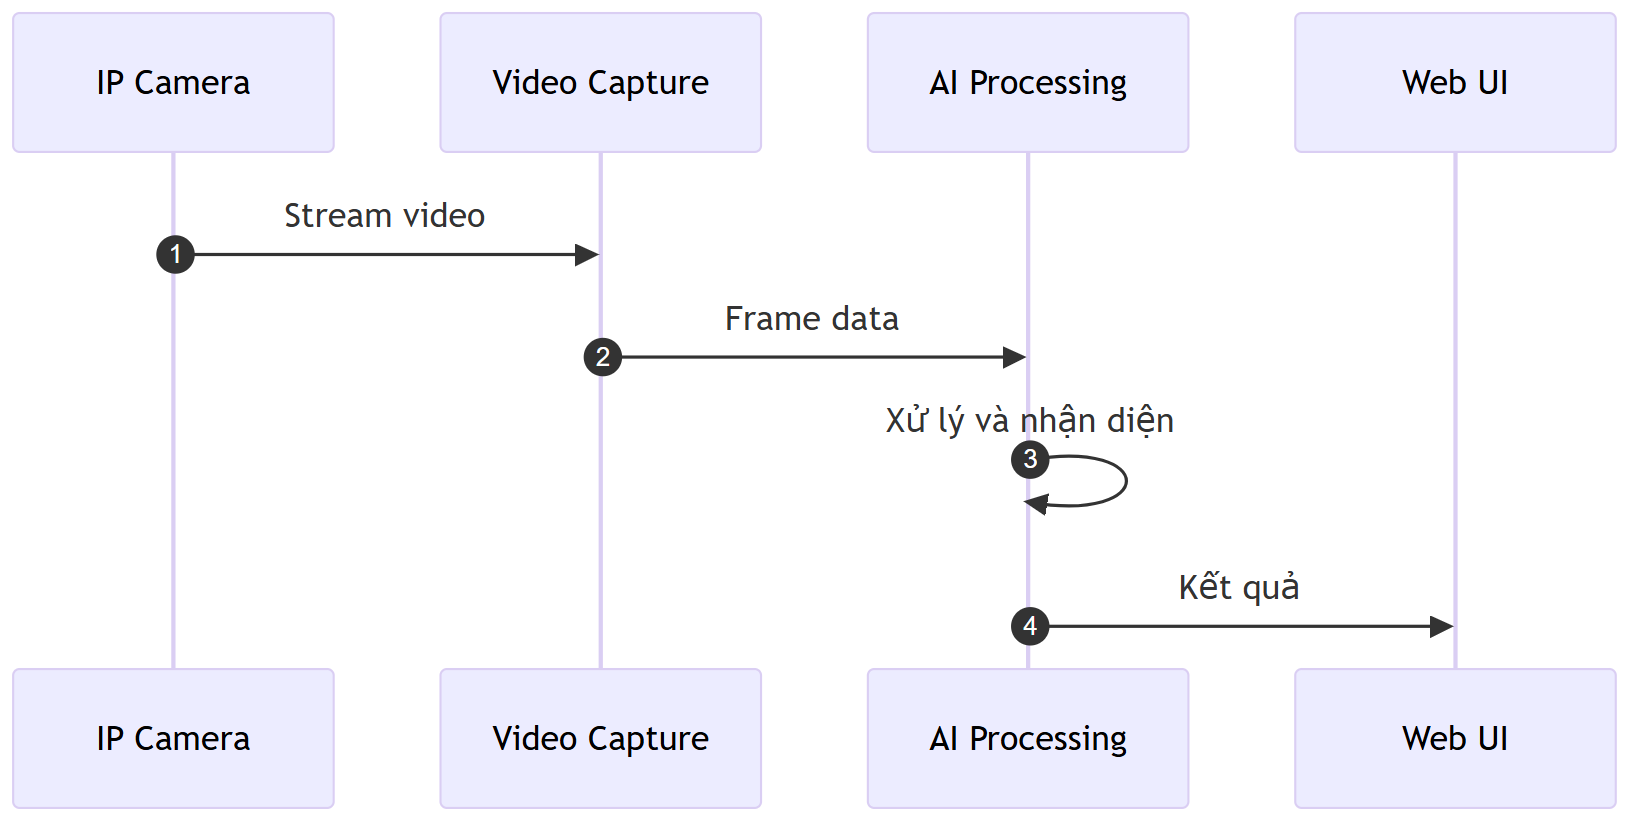 IP Camera
Video Capture
AI Processing
Web UI
Stream video
1
Frame data
2
Xử lý và nhận diện
3
Kết quả
4
IP Camera
Video Capture
AI Processing
Web UI